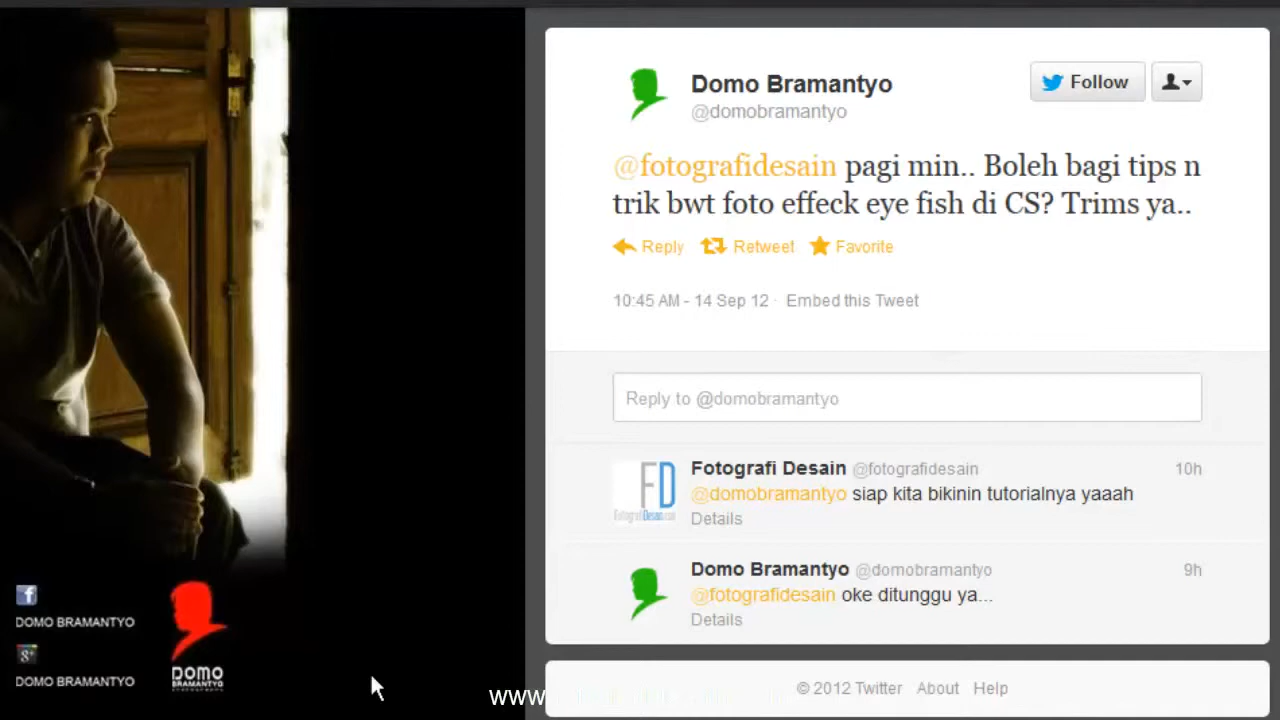 Domo Bramantyo
@domobramantyo
Follow
@fotografidesain pagi min.. Boleh bagi tips n
trik bwt foto effeck eye fish di CS? Trims ya..
Reply Retweet Favorite
10:45 AM - 14 Sep 12 · Embed this Tweet
Reply to @domobramantyo
Fotografi Desain @fotografidesain 10h
@domobramantyo siap kita bikinin tutorialnya yaaah
Details
FD
Domo Bramantyo @domobramantyo 9h
@fotografidesain oke ditunggu ya...
Details
© 2012 Twitter About Help
f
DOMO BRAMANTYO
g+
DOMO BRAMANTYO
DOMO
BRAMANTYO
www